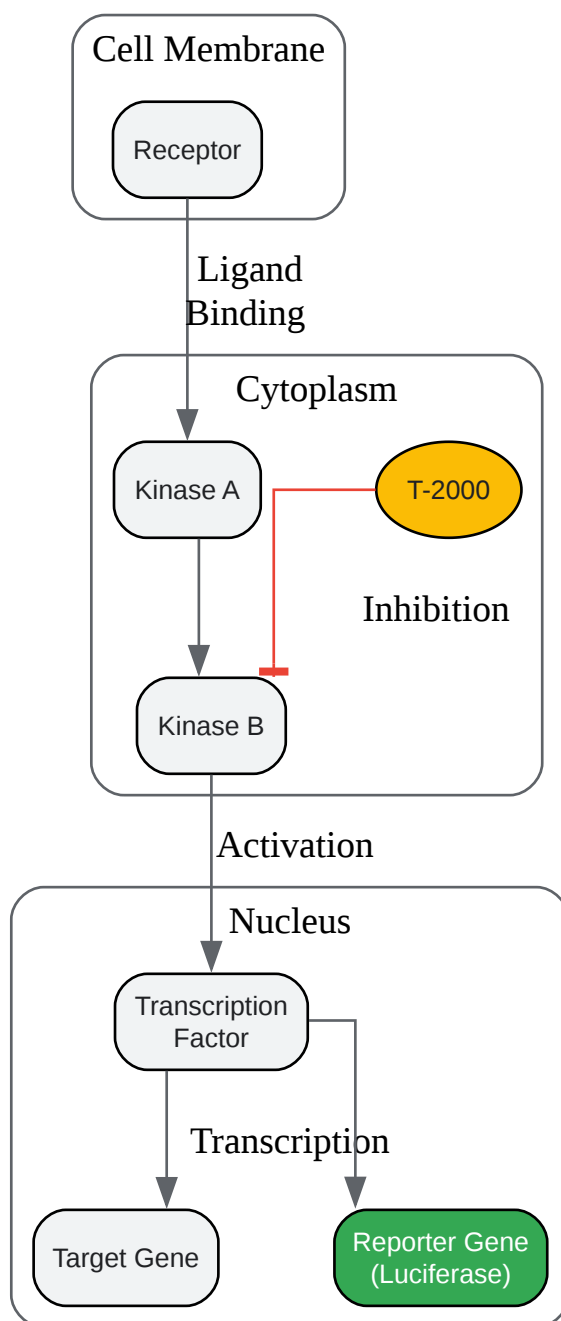 Cell Membrane
Receptor
Ligand
Binding
Cytoplasm
Kinase A
T-2000
Inhibition
Kinase B
Activation
Nucleus
Transcription
Factor
Transcription
Target Gene
Reporter Gene
(Luciferase)